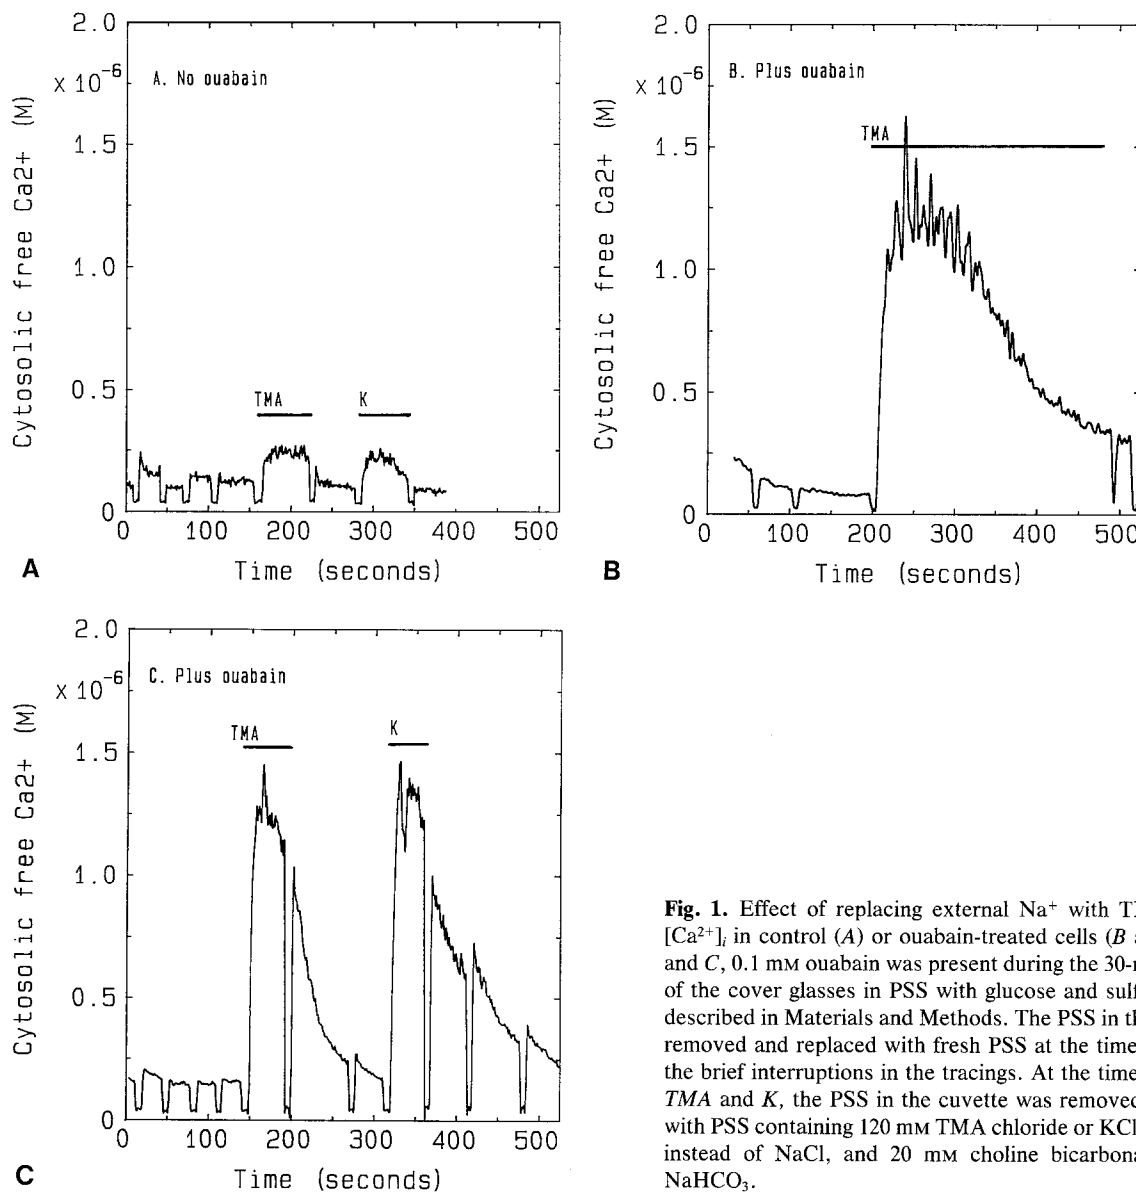 2.0
× 10⁻⁶
A. No ouabain
1.5
1.0
0.5
0
Cytosolic free Ca2+ (M)
TMA
K
0 100 200 300 400 500
Time (seconds)
A
2.0
× 10⁻⁶
B. Plus ouabain
TMA
1.5
1.0
0.5
0
Cytosolic free Ca2+ (M)
0 100 200 300 400 500
Time (seconds)
B
2.0
× 10⁻⁶
C. Plus ouabain
TMA
K
1.5
1.0
0.5
0
Cytosolic free Ca2+ (M)
0 100 200 300 400 500
Time (seconds)
C
Fig. 1. Effect of replacing external Na⁺ with
[Ca²⁺]ᵢ in control (A) or ouabain-treated cells (B
and C, 0.1 mM ouabain was present during the
of the cover glasses in PSS with glucose and
described in Materials and Methods. The PSS in
removed and replaced with fresh PSS at the
the brief interruptions in the tracings. At the
TMA and K, the PSS in the cuvette was removed
with PSS containing 120 mM TMA chloride or KCl
instead of NaCl, and 20 mM choline
NaHCO₃.